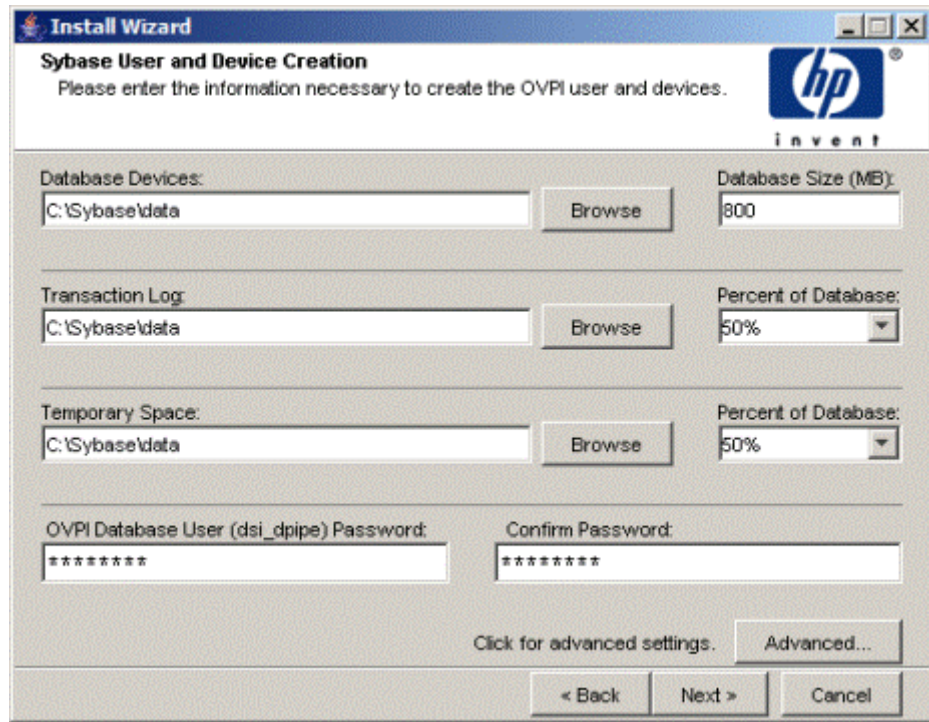 Install Wizard
Sybase User and Device Creation
Please enter the information necessary to create the OVPI user and devices.
hp
®
invent
Database Devices:
Database Size (MB):
C:\Sybase\data
Browse
800
Transaction Log:
Percent of Database:
C:\Sybase\data
Browse
50%
Temporary Space:
Percent of Database:
C:\Sybase\data
Browse
50%
OVPI Database User (dsi_dpipe) Password:
Confirm Password:
********
********
Click for advanced settings.
Advanced...
< Back
Next >
Cancel